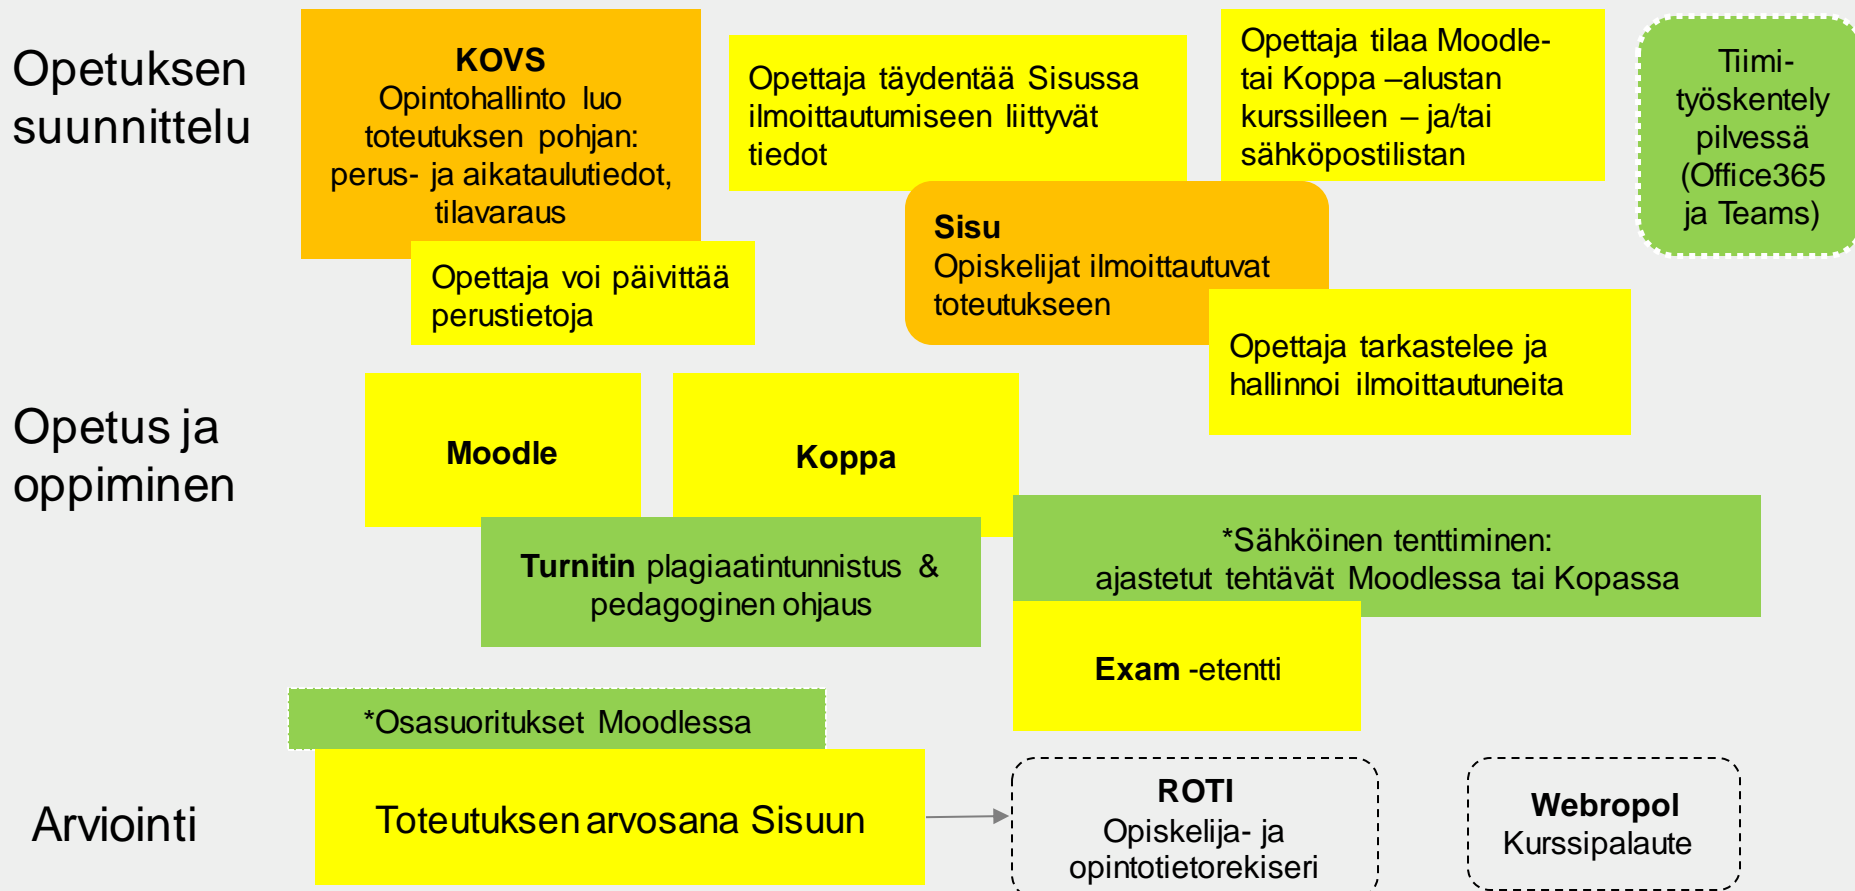 Opetuksen
suunnittelu
KOVS
Opintohallinto luo
toteutuksen pohjan:
perus- ja aikataulutiedot,
tilavaraus
Opettaja voi päivittää
perustietoja
Opettaja täydentää Sisussa
ilmoittautumiseen liittyvät
tiedot
Sisu
Opiskelijat ilmoittautuvat
toteutukseen
Opettaja tilaa Moodle-
tai Koppa –alustan
kurssilleen – ja/tai
sähköpostilistan
Opettaja tarkastelee ja
hallinnoi ilmoittautuneita
Tiimi-
työskentely
pilvessä
(Office365
ja Teams)
Opetus ja
oppiminen
Moodle
Koppa
Turnitin plagiaatintunnistus &
pedagoginen ohjaus
*Sähköinen tenttiminen:
ajastetut tehtävät Moodlessa tai Kopassa
Exam -etentti
Arviointi
*Osasuoritukset Moodlessa
Toteutuksen arvosana Sisuun
ROTI
Opiskelija- ja
opintotietorekiseri
Webropol
Kurssipalaute